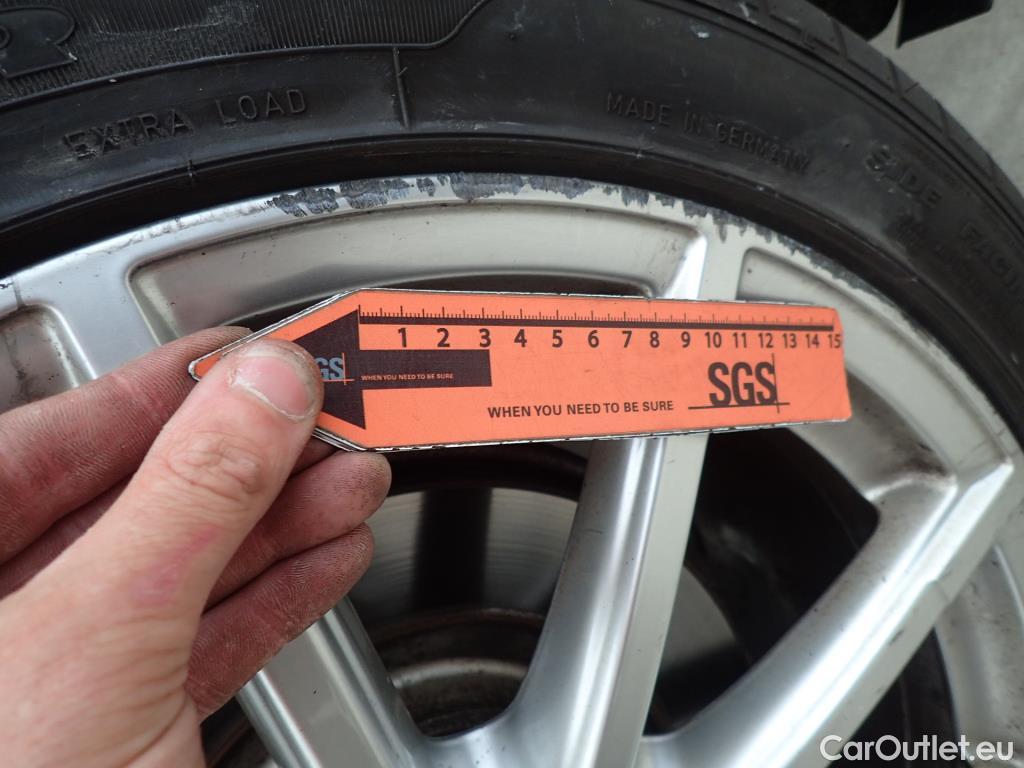 EXTRA LOAD
MADE IN GERMANY
SIDE FACING
1 2 3 4 5 6 7 8 9 10 11 12 13 14 15
SGS
WHEN YOU NEED TO BE SURE
SGS
WHEN YOU NEED TO BE SURE
CarOutlet.eu